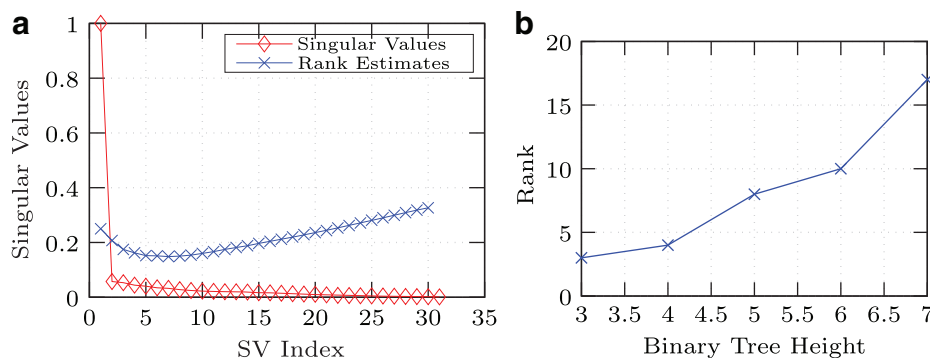 a
1
0.8
0.6
0.4
0.2
0
0 5 10 15 20 25 30 35
Singular Values
SV Index
Singular Values
Rank Estimates
b
20
15
10
5
0
3 3.5 4 4.5 5 5.5 6 6.5 7
Rank
Binary Tree Height